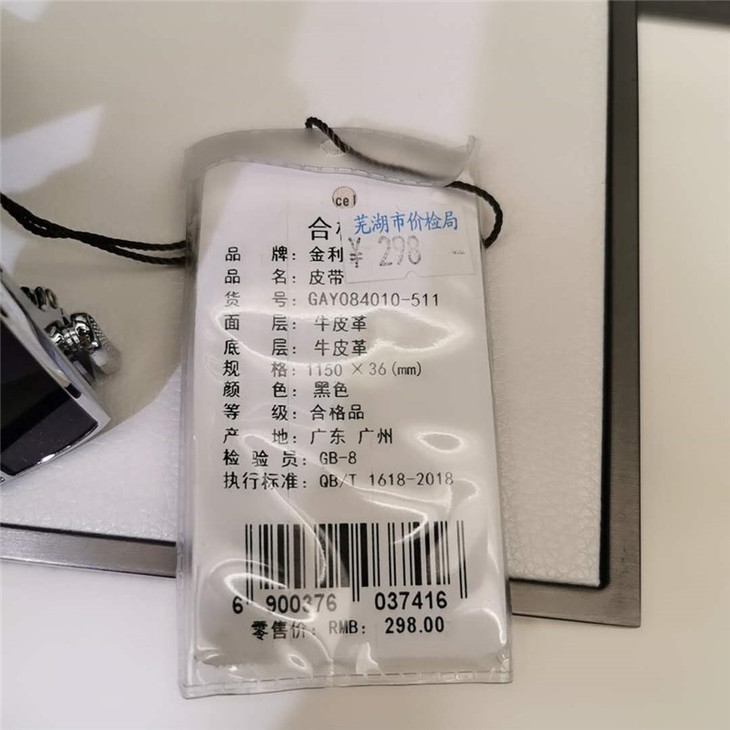 cel
芜湖市价检局
合
¥ 298
品 牌: 金利
品 名: 皮带
货 号: GAY084010-511
面 层: 牛皮革
底 层: 牛皮革
规 格: 1150 × 36(mm)
颜 色: 黑色
等 级: 合格品
产 地: 广东 广州
检 验 员: GB-8
执行标准: QB/T 1618-2018
6 900376 037416
零售价: RMB: 298.00